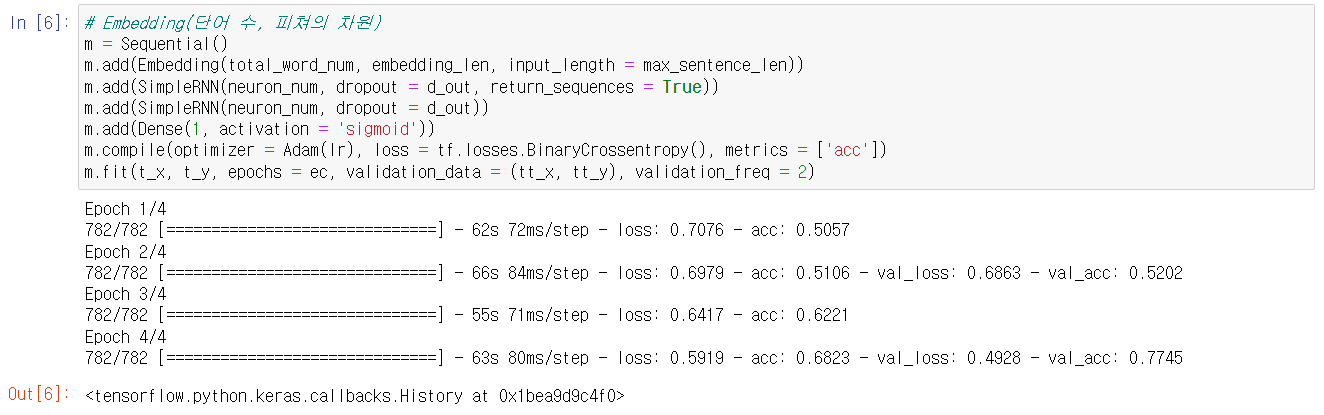 In [6]: # Embedding(단어 수, 피쳐의 차원)
m = Sequential()
m.add(Embedding(total_word_num, embedding_len, input_length = max_sentence_len))
m.add(SimpleRNN(neuron_num, dropout = d_out, return_sequences = True))
m.add(SimpleRNN(neuron_num, dropout = d_out))
m.add(Dense(1, activation = 'sigmoid'))
m.compile(optimizer = Adam(lr), loss = tf.losses.BinaryCrossentropy(), metrics = ['acc'])
m.fit(t_x, t_y, epochs = ec, validation_data = (tt_x, tt_y), validation_freq = 2)
Epoch 1/4
782/782 [==============================] - 62s 72ms/step - loss: 0.7076 - acc: 0.5057
Epoch 2/4
782/782 [==============================] - 66s 84ms/step - loss: 0.6979 - acc: 0.5106 - val_loss: 0.6863 - val_acc: 0.5202
Epoch 3/4
782/782 [==============================] - 55s 71ms/step - loss: 0.6417 - acc: 0.6221
Epoch 4/4
782/782 [==============================] - 63s 80ms/step - loss: 0.5919 - acc: 0.6823 - val_loss: 0.4928 - val_acc: 0.7745
Out[6]: <tensorflow.python.keras.callbacks.History at 0x1bea9d9c4f0>